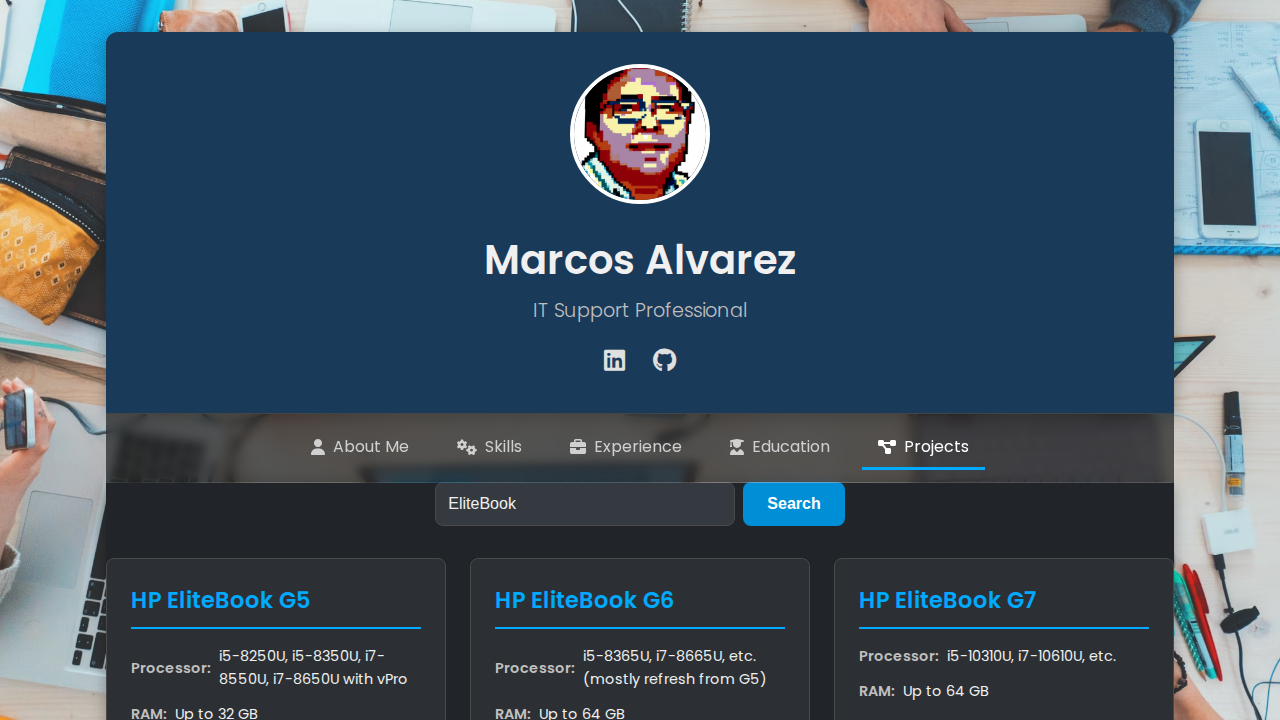 Marcos Alvarez
IT Support Professional
About Me
Skills
Experience
Education
Projects
EliteBook
Search
HP EliteBook G5
Processor: i5-8250U, i5-8350U, i7-
8550U, i7-8650U with vPro
RAM: Up to 32 GB
HP EliteBook G6
Processor: i5-8365U, i7-8665U, etc.
(mostly refresh from G5)
RAM: Up to 64 GB
HP EliteBook G7
Processor: i5-10310U, i7-10610U, etc.
RAM: Up to 64 GB